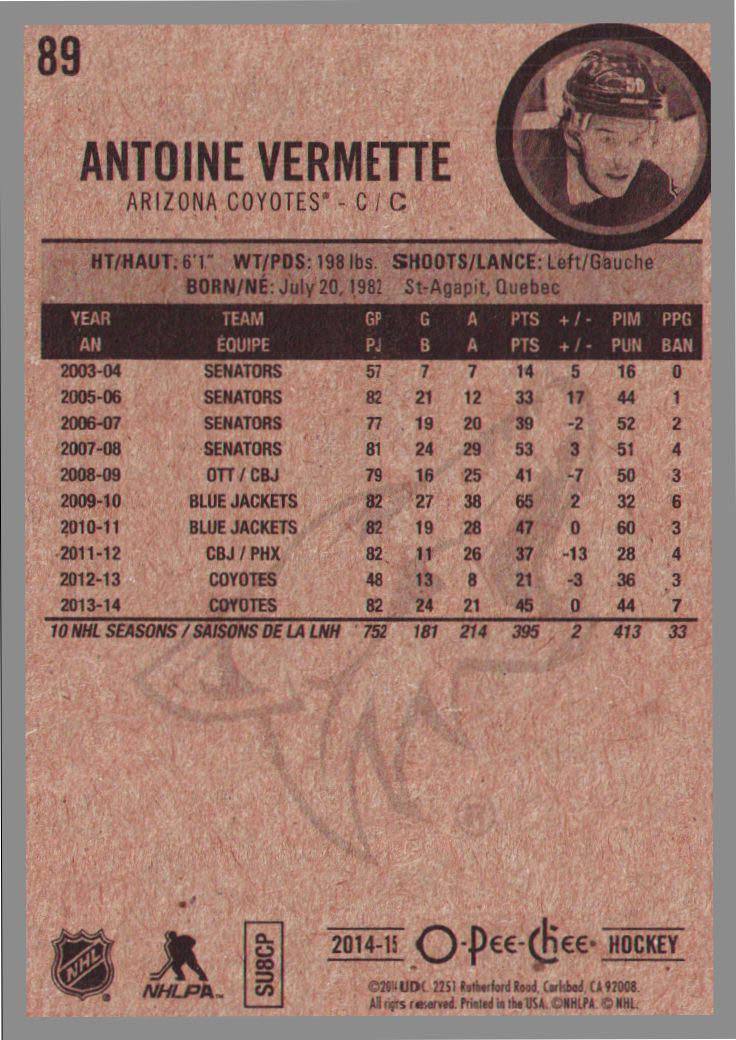 89
50
ANTOINE VERMETTE
ARIZONA COYOTES® - C / C
HT/HAUT: 6'1" WT/PDS: 198 lbs. SHOOTS/LANCE: Left/Gauche
BORN/NÉ: July 20, 1982 St-Agapit, Quebec
YEAR TEAM GP G A PTS +/- PIM PPG
AN ÉQUIPE PJ B A PTS +/- PUN BAN
2003-04 SENATORS 57 7 7 14 5 16 0
2005-06 SENATORS 82 21 12 33 17 44 1
2006-07 SENATORS 77 19 20 39 -2 52 2
2007-08 SENATORS 81 24 29 53 3 51 4
2008-09 OTT / CBJ 79 16 25 41 -7 50 3
2009-10 BLUE JACKETS 82 27 38 65 2 32 6
2010-11 BLUE JACKETS 82 19 28 47 0 60 3
2011-12 CBJ / PHX 82 11 26 37 -13 28 4
2012-13 COYOTES 48 13 8 21 -3 36 3
2013-14 COYOTES 82 24 21 45 0 44 7
10 NHL SEASONS / SAISONS DE LA LNH 752 181 214 395 2 413 33
®
NHL ®
NHLPA™
SU8CP
2014-15 O-Pee-Chee® HOCKEY
©2014 UDC. 2251 Rutherford Road, Carlsbad, CA 92008.
All rigts reserved. Printed in the USA. ©NHLPA. © NHL.